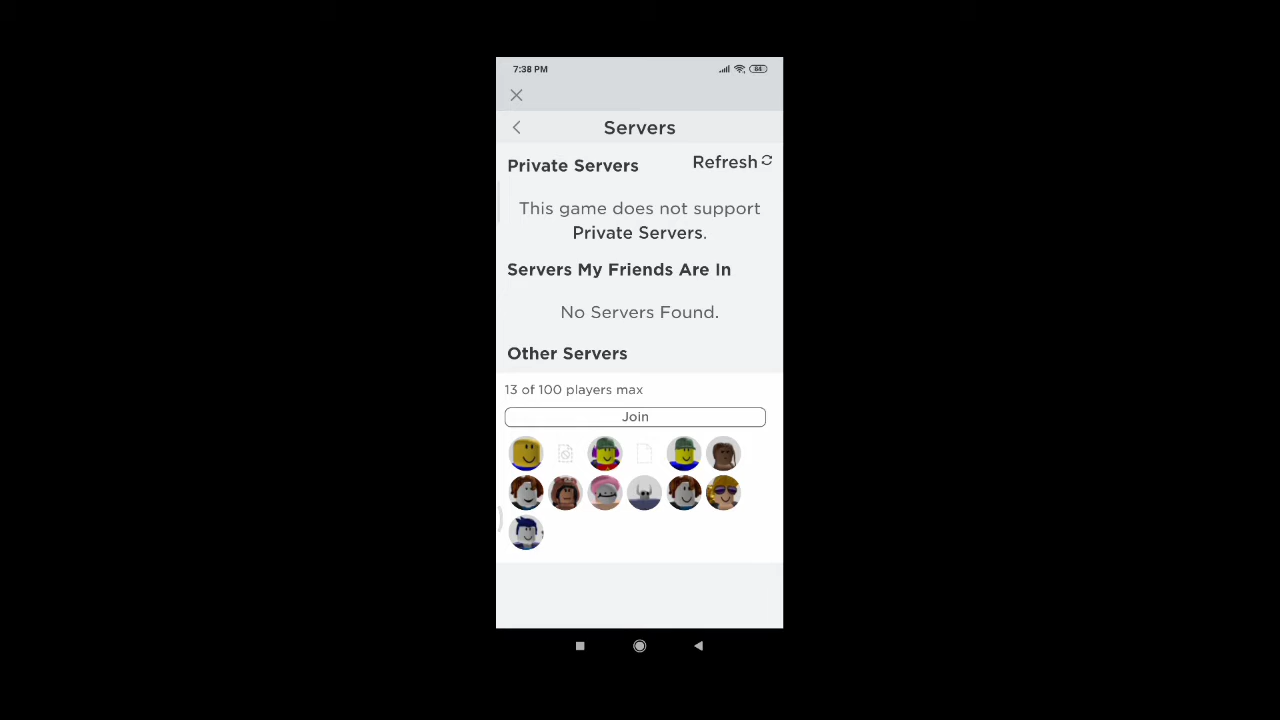 7:38 PM
64
Servers
Private Servers
Refresh
This game does not support
Private Servers.
Servers My Friends Are In
No Servers Found.
Other Servers
13 of 100 players max
Join